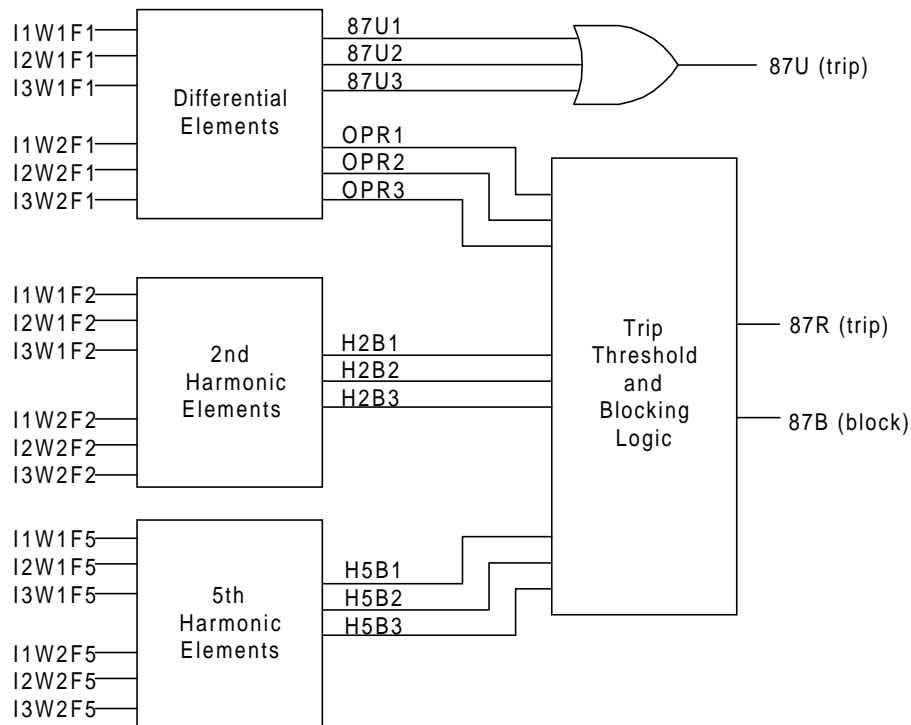 I1W1F1
I2W1F1
I3W1F1
I1W2F1
I2W2F1
I3W2F1
Differential
Elements
87U1
87U2
87U3
OPR1
OPR2
OPR3
87U (trip)
I1W1F2
I2W1F2
I3W1F2
I1W2F2
I2W2F2
I3W2F2
2nd
Harmonic
Elements
H2B1
H2B2
H2B3
I1W1F5
I2W1F5
I3W1F5
I1W2F5
I2W2F5
I3W2F5
5th
Harmonic
Elements
H5B1
H5B2
H5B3
Trip
Threshold
and
Blocking
Logic
87R (trip)
87B (block)